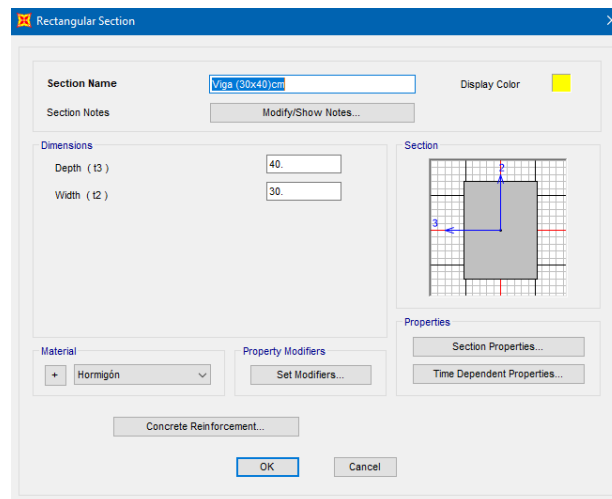 Rectangular Section
Section Name
Viga (30x40)cm
Display Color
Section Notes
Modify/Show Notes...
Dimensions
Depth ( t3 )
40.
Width ( t2 )
30.
Section
2
3
Properties
Section Properties...
Time Dependent Properties...
Material
+
Hormigón
Property Modifiers
Set Modifiers...
Concrete Reinforcement...
OK
Cancel